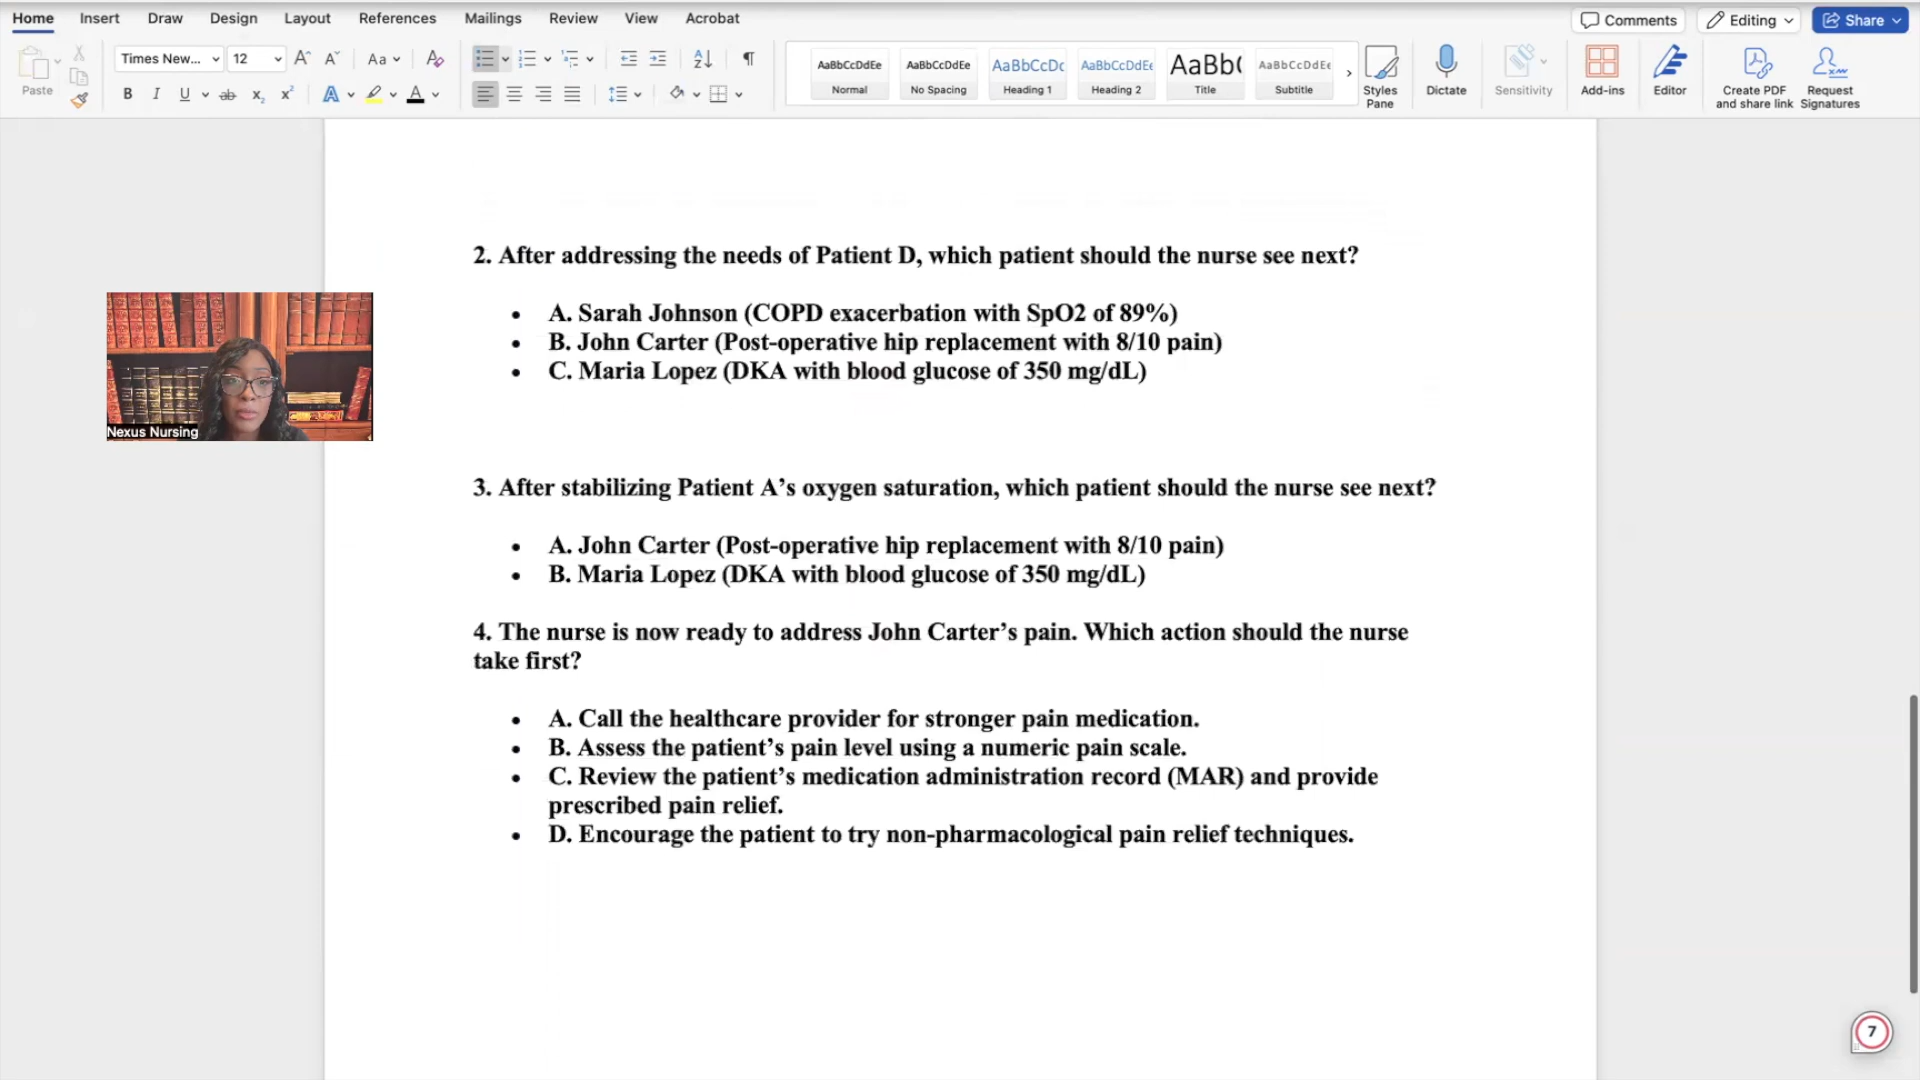 Home Insert Draw Design Layout References Mailings Review View Acrobat Comments Editing Share
Times New... 12 Aa
Paste
B I U ab x₂ x² A A
AaBbCcDdEe AaBbCcDdEe AaBbCcDc AaBbCcDdEe AaBb( AaBbCcDdEe
Normal No Spacing Heading 1 Heading 2 Title Subtitle
Styles Pane
Dictate
Sensitivity
Add-ins
Editor
Create PDF and share link
Request Signatures
2. After addressing the needs of Patient D, which patient should the nurse see next?
• A. Sarah Johnson (COPD exacerbation with SpO2 of 89%)
• B. John Carter (Post-operative hip replacement with 8/10 pain)
• C. Maria Lopez (DKA with blood glucose of 350 mg/dL)
Nexus Nursing
3. After stabilizing Patient A’s oxygen saturation, which patient should the nurse see next?
• A. John Carter (Post-operative hip replacement with 8/10 pain)
• B. Maria Lopez (DKA with blood glucose of 350 mg/dL)
4. The nurse is now ready to address John Carter’s pain. Which action should the nurse
take first?
• A. Call the healthcare provider for stronger pain medication.
• B. Assess the patient’s pain level using a numeric pain scale.
• C. Review the patient’s medication administration record (MAR) and provide
prescribed pain relief.
• D. Encourage the patient to try non-pharmacological pain relief techniques.
7